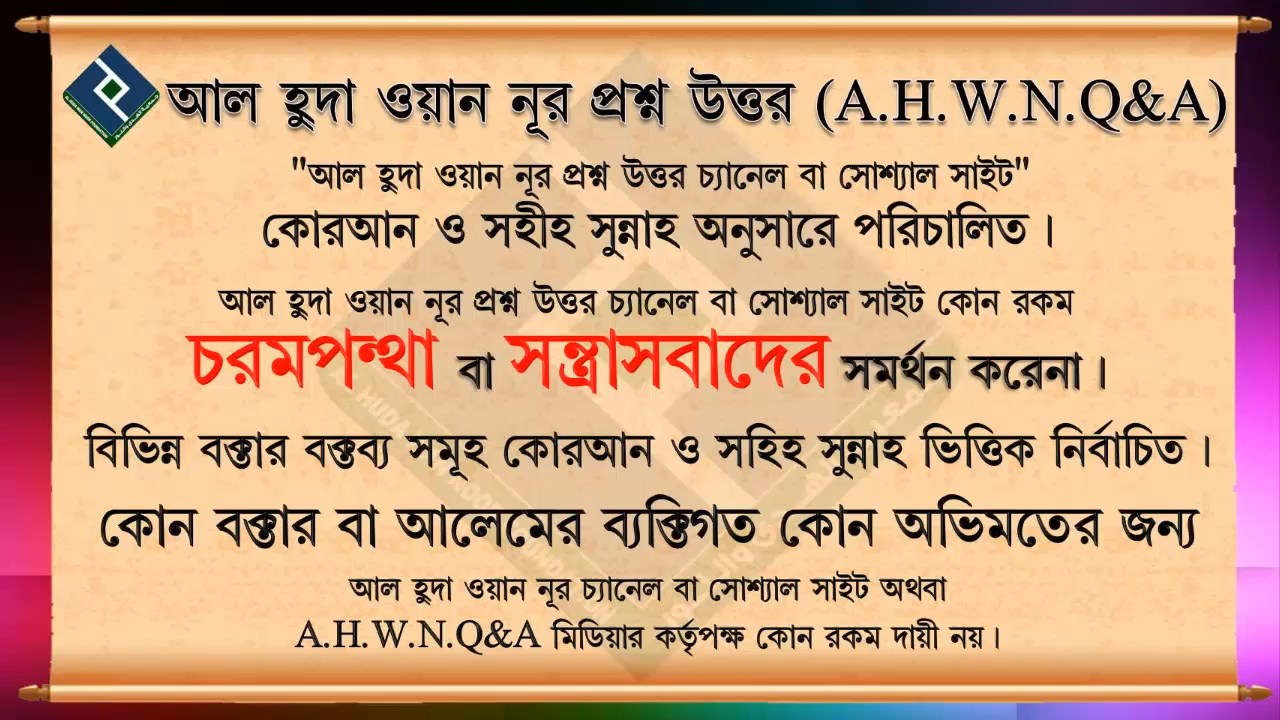 আল হুদা ওয়ান নূর প্রশ্ন উত্তর (A.H.W.N.Q&A)
"আল হুদা ওয়ান নূর প্রশ্ন উত্তর চ্যানেল বা সোশ্যাল সাইট"
কোরআন ও সহীহ সুন্নাহ অনুসারে পরিচালিত।
আল হুদা ওয়ান নূর প্রশ্ন উত্তর চ্যানেল বা সোশ্যাল সাইট কোন রকম
চরমপন্থা বা সন্ত্রাসবাদের সমর্থন করেনা।
বিভিন্ন বক্তার বক্তব্য সমূহ কোরআন ও সহিহ সুন্নাহ ভিত্তিক নির্বাচিত।
কোন বক্তার বা আলেমের ব্যক্তিগত কোন অভিমতের জন্য
আল হুদা ওয়ান নূর চ্যানেল বা সোশ্যাল সাইট অথবা
A.H.W.N.Q&A মিডিয়ার কর্তৃপক্ষ কোন রকম দায়ী নয়।